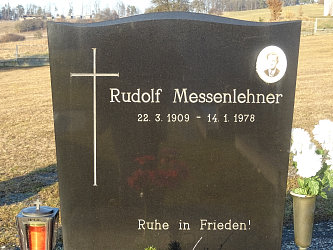 Rudolf Messenlehner
22. 3. 1909 - 14. 1. 1978
Ruhe in Frieden!